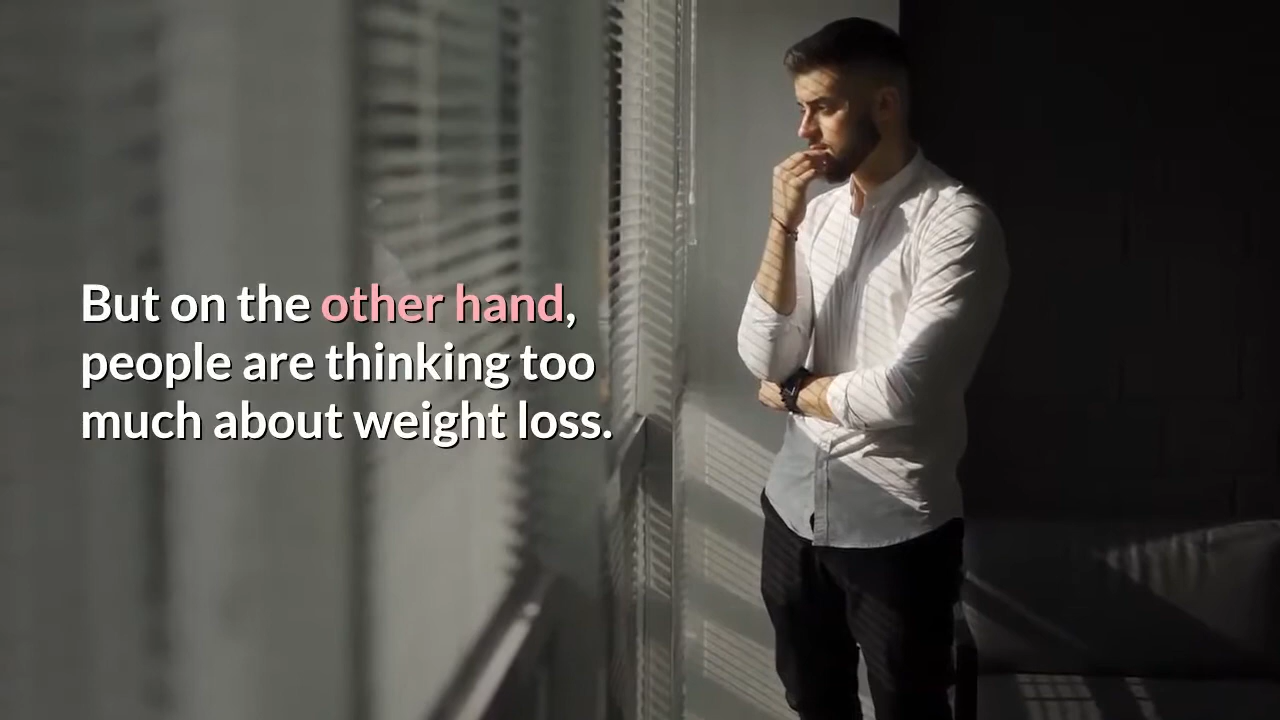 But on the other hand,
people are thinking too
much about weight loss.